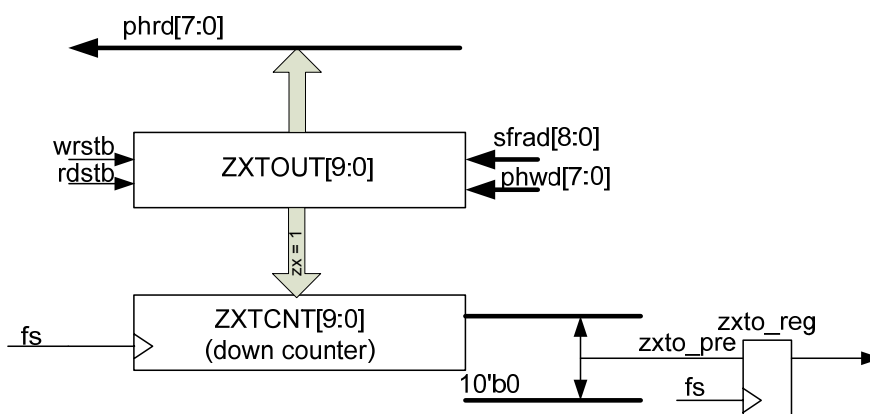 phrd[7:0]
wrstb
rdstb
ZXTOUT[9:0]
sfrad[8:0]
phwd[7:0]
zx = 1
fs
ZXTCNT[9:0]
(down counter)
10'b0
zxto_pre
zxto_reg
fs